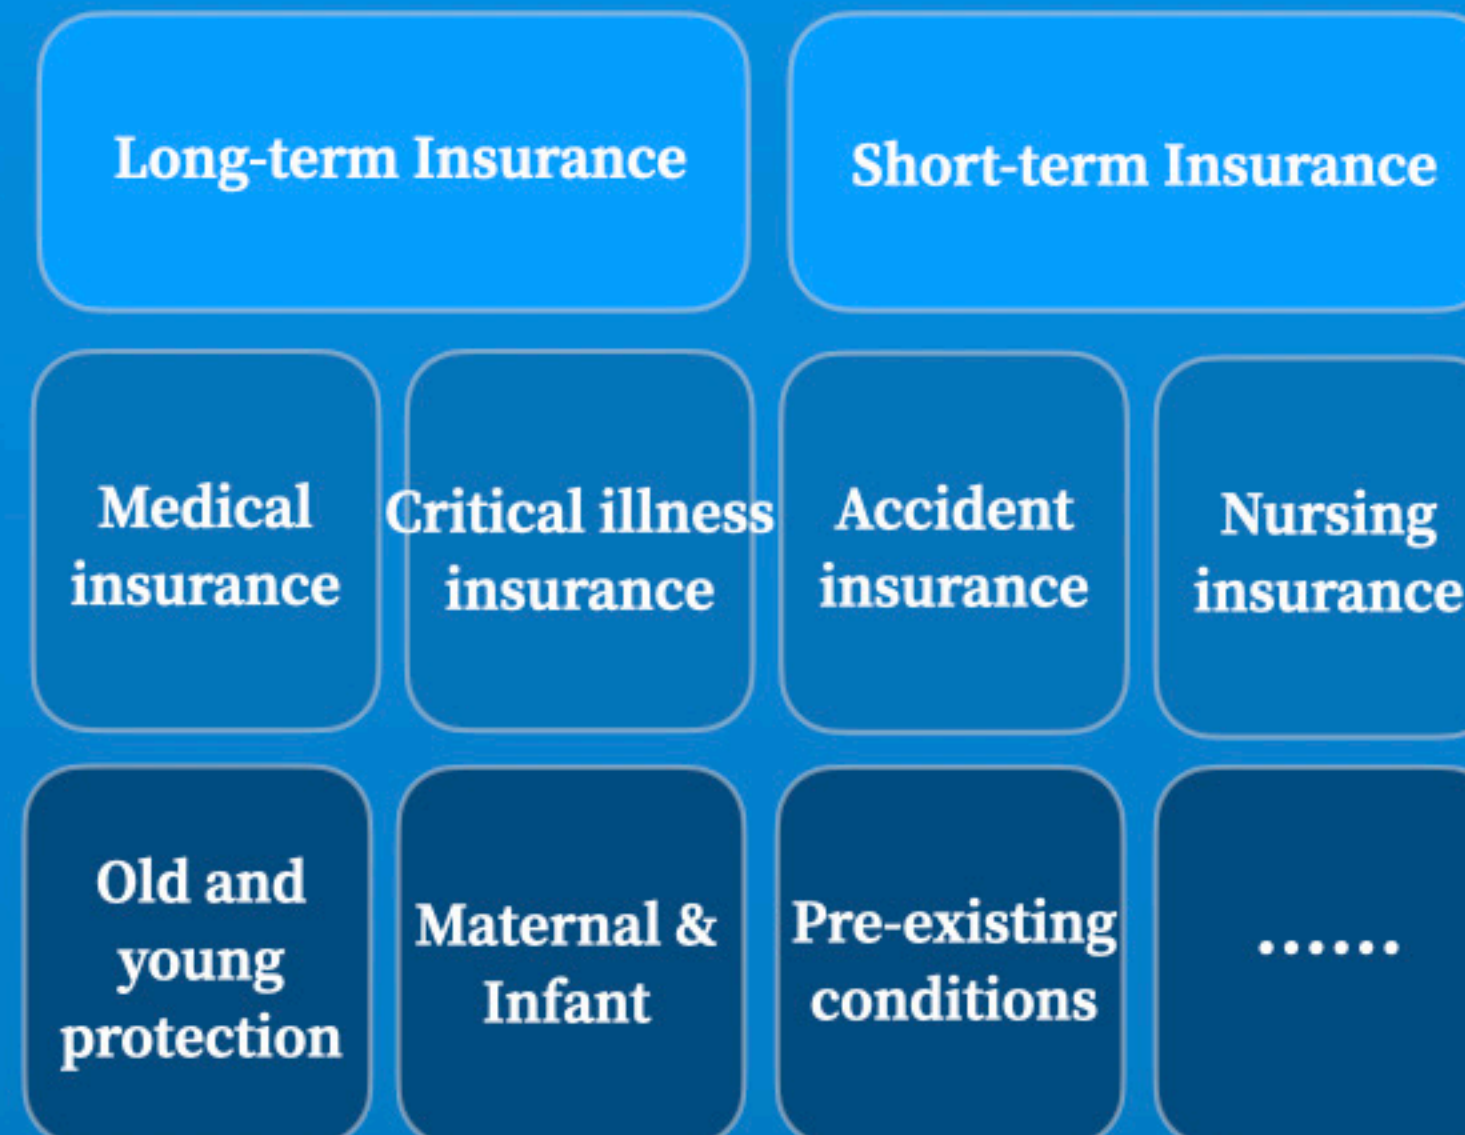 Long-term Insurance
Short-term Insurance
Medical
insurance
Critical illness
insurance
Accident
insurance
Nursing
insurance
Old and
young
protection
Maternal &
Infant
Pre-existing
conditions
......